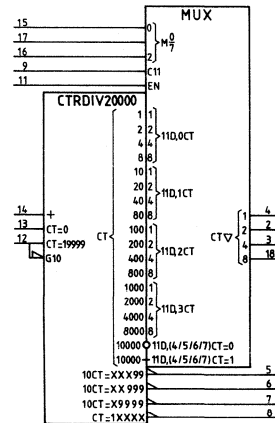 MUX
15
0
17
M 0/7
16
2
9
C11
11
EN
CTRDIV20000
1 1
2 2
4 4
8 8
11D,0CT
10 1
20 2
40 4
80 8
11D,1CT
100 1
200 2
400 4
800 8
11D,2CT
1000 1
2000 2
4000 4
8000 8
11D,3CT
10000 11D,(4/5/6/7)CT=0
10000 11D,(4/5/6/7)CT=1
CT
14 +
13 CT=0
12 CT=19999
G10
CT▽
1 4
2 2
4 3
8 18
10CT=XXX99 5
10CT=XX999 6
10CT=X9999 7
CT=1XXXX 8